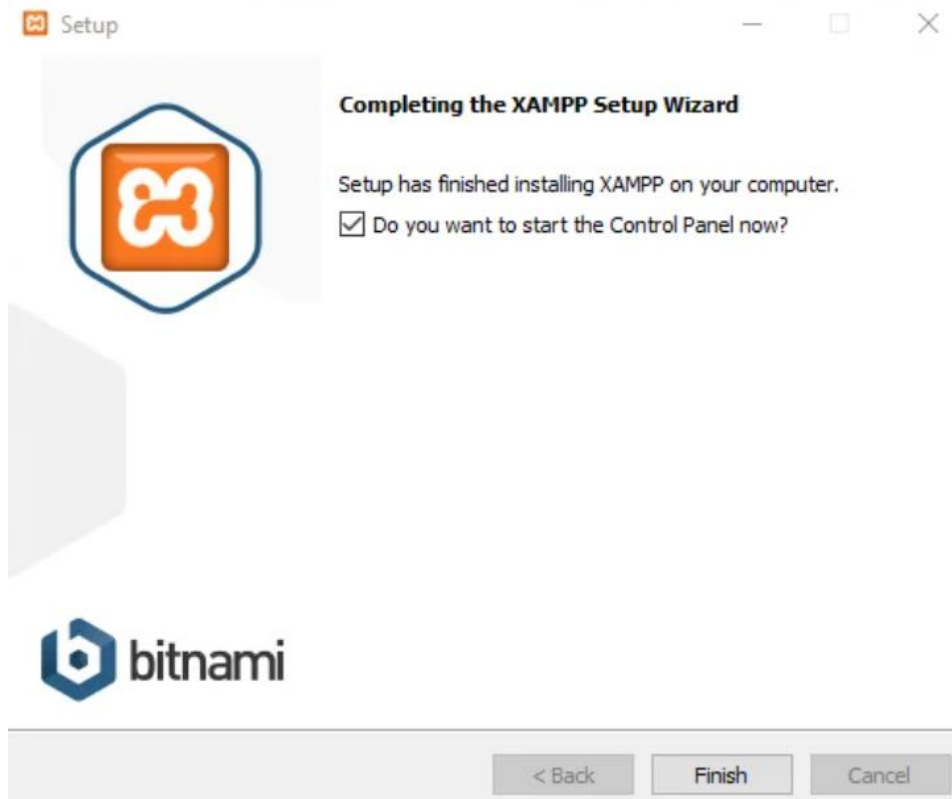 Setup
Completing the XAMPP Setup Wizard
Setup has finished installing XAMPP on your computer.
Do you want to start the Control Panel now?
bitnami
< Back
Finish
Cancel